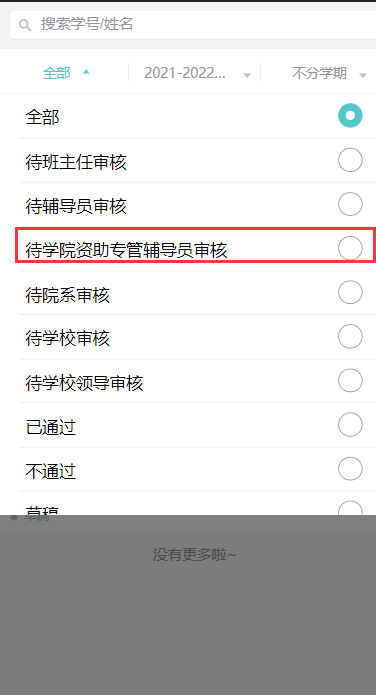 搜索学号/姓名
全部 2021-2022... 不分学期
全部
待班主任审核
待辅导员审核
待学院资助专管辅导员审核
待院系审核
待学校审核
待学校领导审核
已通过
不通过
草稿
没有更多啦~